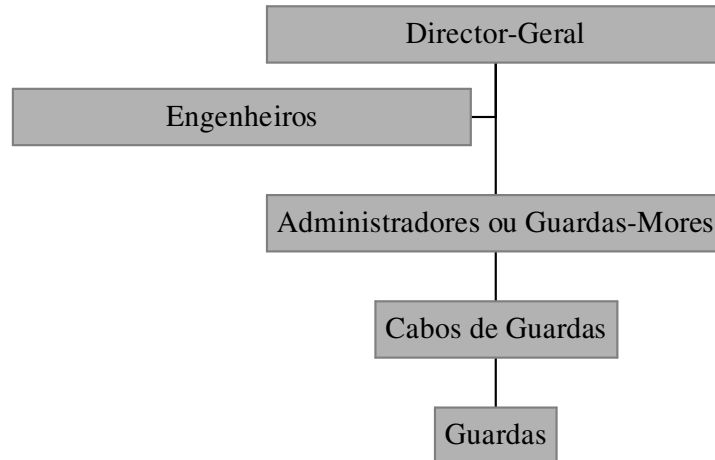 Director-Geral
Engenheiros
Administradores ou Guardas-Mores
Cabos de Guardas
Guardas